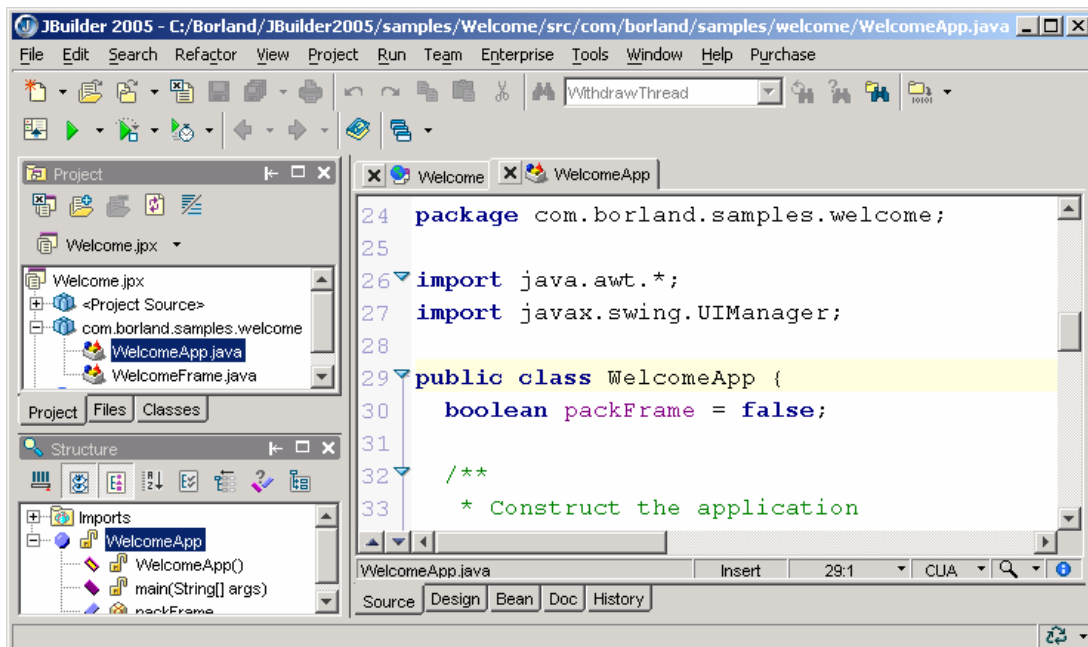 JBuilder 2005 - C:/Borland/JBuilder2005/samples/Welcome/src/com/borland/samples/welcome/WelcomeApp.java
File Edit Search Refactor View Project Run Team Enterprise Tools Window Help Purchase
WithdrawThread
Project
Welcome.jpx
Welcome.jpx
<Project Source>
com.borland.samples.welcome
WelcomeApp.java
WelcomeFrame.java
Project Files Classes
Structure
Imports
WelcomeApp
WelcomeApp()
main(String[] args)
packFrame
Welcome WelcomeApp
24 package com.borland.samples.welcome;
25
26 import java.awt.*;
27 import javax.swing.UIManager;
28
29 public class WelcomeApp {
30 boolean packFrame = false;
31
32 /**
33 * Construct the application
WelcomeApp.java Insert 29:1 CUA
Source Design Bean Doc History